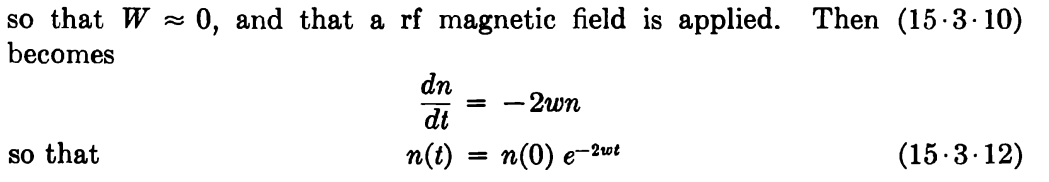 so that W ≈ 0, and that a rf magnetic field is applied. Then (15·3·10)
becomes
dn/dt = −2wn
so that n(t) = n(0) e^{−2wt} (15·3·12)